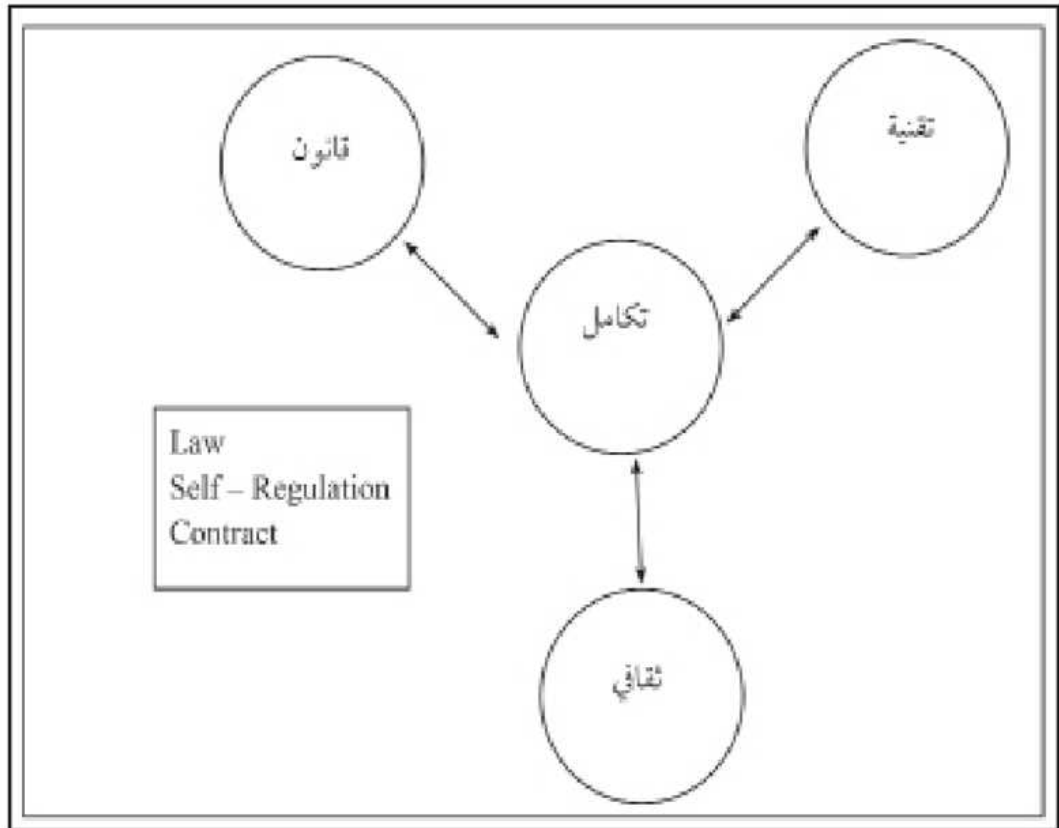 قانون
تقنية
تكامل
Law
Self – Regulation
Contract
ثقافي